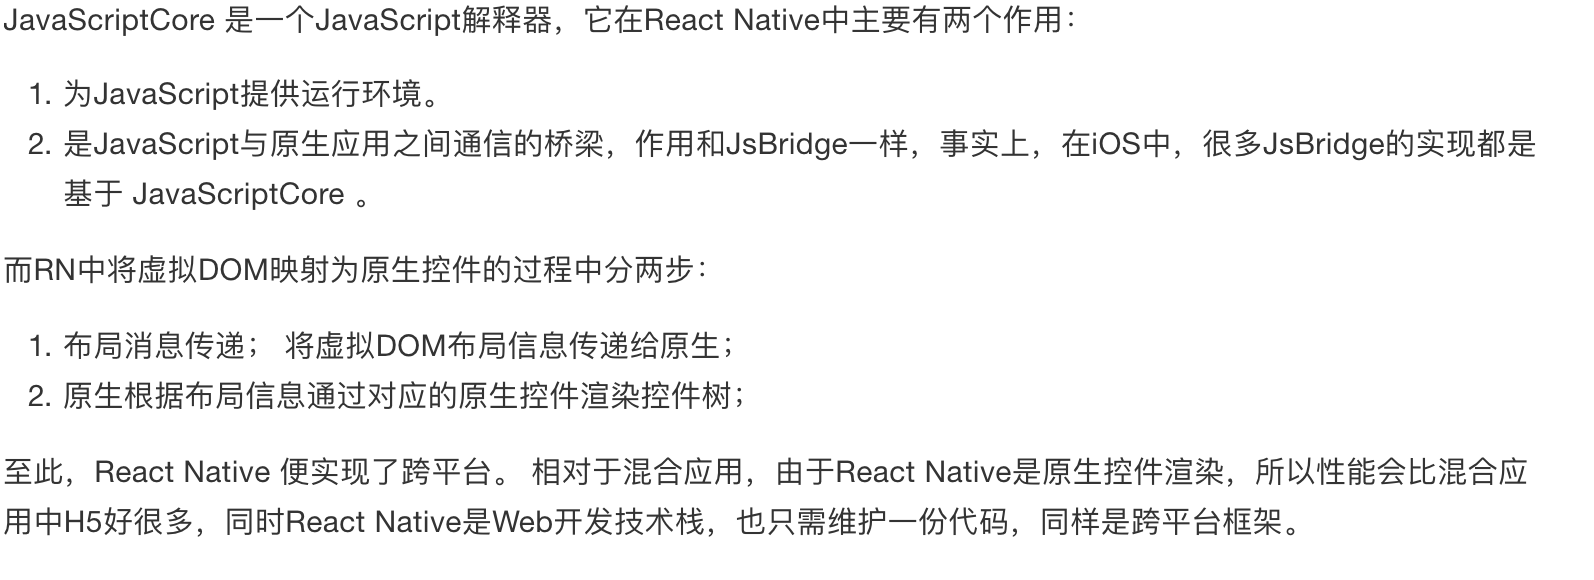 JavaScriptCore 是一个JavaScript解释器，它在React Native中主要有两个作用：
1. 为JavaScript提供运行环境。
2. 是JavaScript与原生应用之间通信的桥梁，作用和JsBridge一样，事实上，在iOS中，很多JsBridge的实现都是
基于 JavaScriptCore 。
而RN中将虚拟DOM映射为原生控件的过程中分两步：
1. 布局消息传递； 将虚拟DOM布局信息传递给原生；
2. 原生根据布局信息通过对应的原生控件渲染控件树；
至此，React Native 便实现了跨平台。 相对于混合应用，由于React Native是原生控件渲染，所以性能会比混合应
用中H5好很多，同时React Native是Web开发技术栈，也只需维护一份代码，同样是跨平台框架。